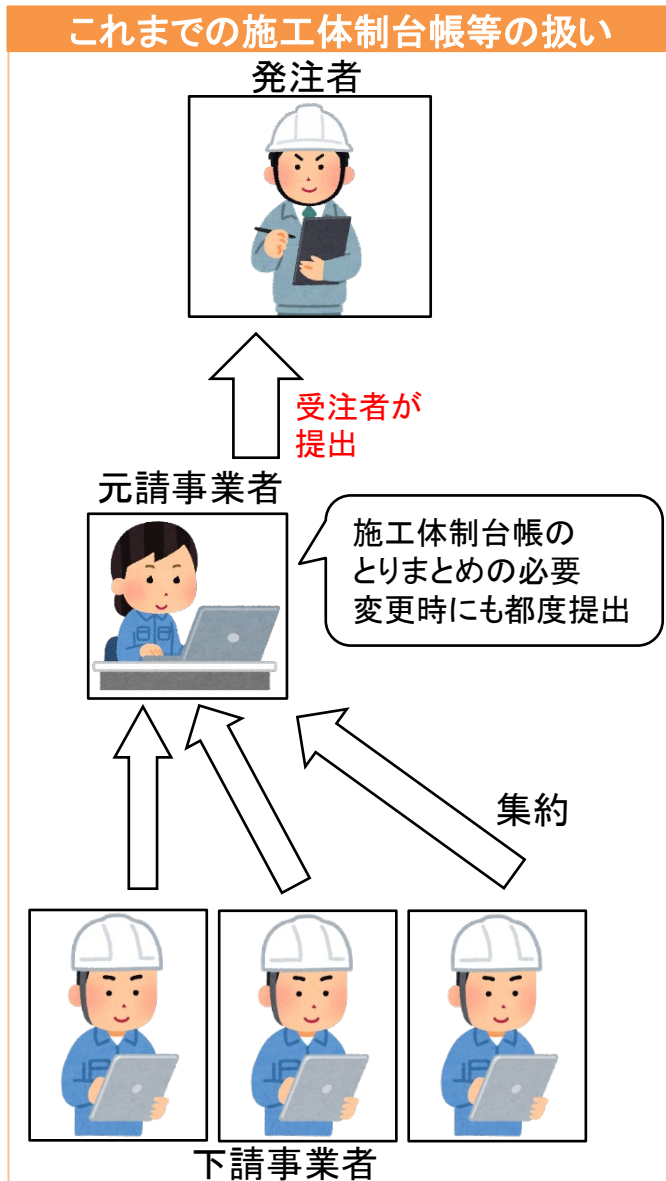 これまでの施工体制台帳等の扱い
発注者
受注者が
提出
元請事業者
施工体制台帳の
とりまとめの必要
変更時にも都度提出
集約
下請事業者